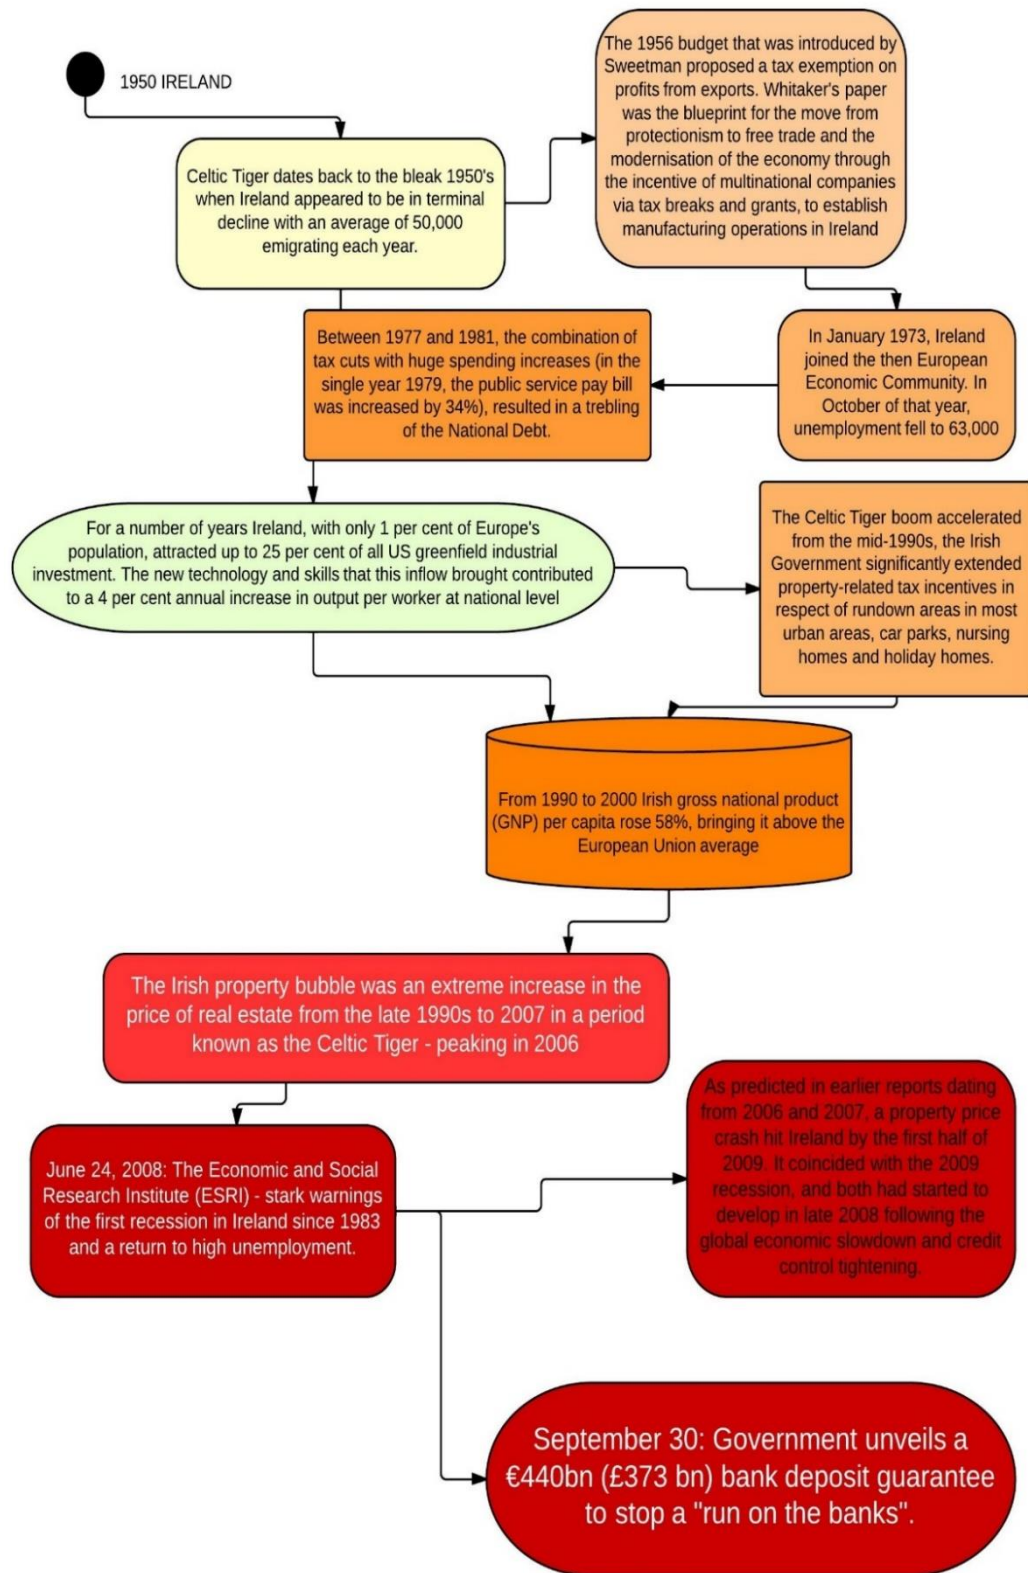 1950 IRELAND
Celtic Tiger dates back to the bleak 1950's
when Ireland appeared to be in terminal
decline with an average of 50,000
emigrating each year.
The 1956 budget that was introduced by
Sweetman proposed a tax exemption on
profits from exports. Whitaker's paper
was the blueprint for the move from
protectionism to free trade and the
modernisation of the economy through
the incentive of multinational companies
via tax breaks and grants, to establish
manufacturing operations in Ireland
In January 1973, Ireland
joined the then European
Economic Community. In
October of that year,
unemployment fell to 63,000
Between 1977 and 1981, the combination of
tax cuts with huge spending increases (in the
single year 1979, the public service pay bill
was increased by 34%), resulted in a trebling
of the National Debt.
For a number of years Ireland, with only 1 per cent of Europe's
population, attracted up to 25 per cent of all US greenfield industrial
investment. The new technology and skills that this inflow brought contributed
to a 4 per cent annual increase in output per worker at national level
The Celtic Tiger boom accelerated
from the mid-1990s, the Irish
Government significantly extended
property-related tax incentives in
respect of rundown areas in most
urban areas, car parks, nursing
homes and holiday homes.
From 1990 to 2000 Irish gross national product
(GNP) per capita rose 58%, bringing it above the
European Union average
The Irish property bubble was an extreme increase in the
price of real estate from the late 1990s to 2007 in a period
known as the Celtic Tiger - peaking in 2006
June 24, 2008: The Economic and Social
Research Institute (ESRI) - stark warnings
of the first recession in Ireland since 1983
and a return to high unemployment.
As predicted in earlier reports dating
from 2006 and 2007, a property price
crash hit Ireland by the first half of
2009. It coincided with the 2009
recession, and both had started to
develop in late 2008 following the
global economic slowdown and credit
control tightening.
September 30: Government unveils a
€440bn (£373 bn) bank deposit guarantee
to stop a "run on the banks".